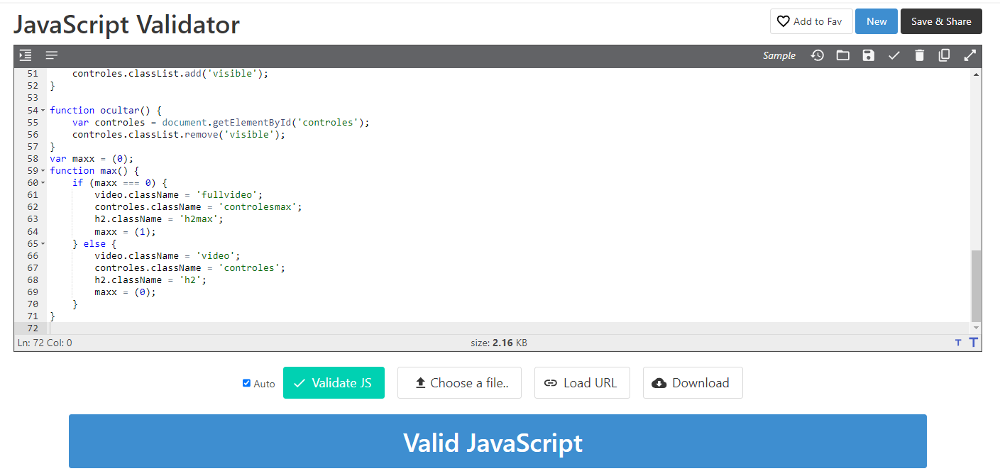 JavaScript Validator
Add to Fav New Save & Share
Sample
51     controles.classList.add('visible');
52 }
53
54 function ocultar() {
55     var controles = document.getElementById('controles');
56     controles.classList.remove('visible');
57 }
58 var maxx = (0);
59 function max() {
60     if (maxx === 0) {
61         video.className = 'fullvideo';
62         controles.className = 'controlesmax';
63         h2.className = 'h2max';
64         maxx = (1);
65     } else {
66         video.className = 'video';
67         controles.className = 'controles';
68         h2.className = 'h2';
69         maxx = (0);
70     }
71 }
72
Ln: 72 Col: 0 size: 2.16 KB T T
Auto Validate JS Choose a file.. Load URL Download
Valid JavaScript